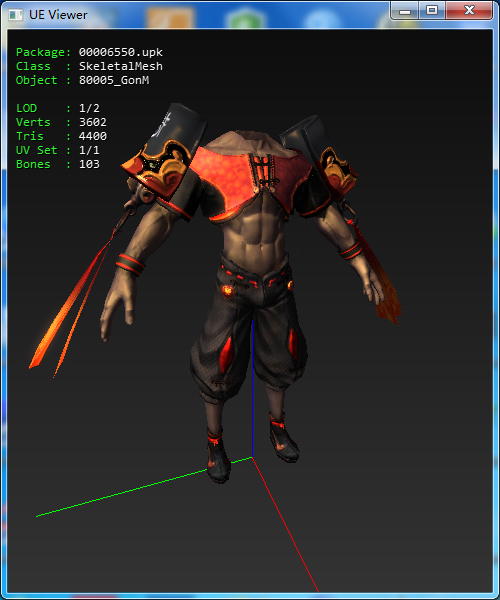 UE Viewer
Package: 00006550.upk
Class : SkeletalMesh
Object : 80005_GonM
LOD : 1/2
Verts : 3602
Tris : 4400
UV Set : 1/1
Bones : 103